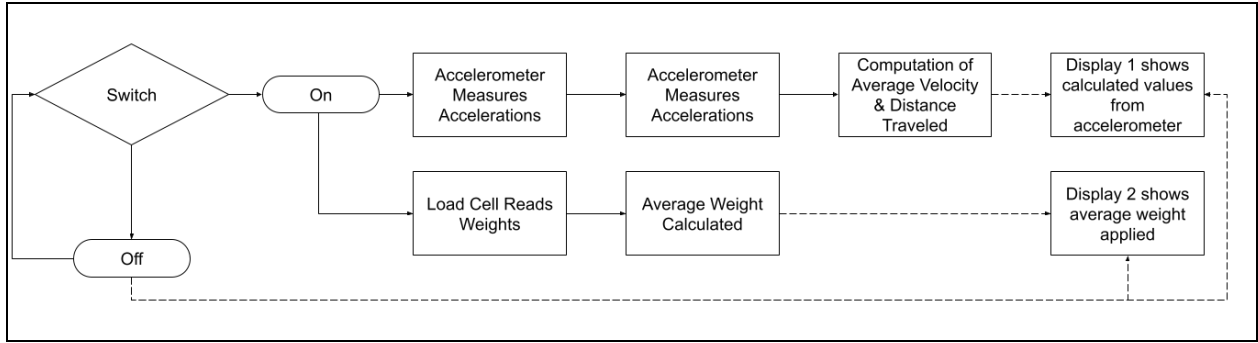 Switch
On
Accelerometer
Measures
Accelerations
Accelerometer
Measures
Accelerations
Computation of
Average Velocity
& Distance
Traveled
Display 1 shows
calculated values
from
accelerometer
Load Cell Reads
Weights
Average Weight
Calculated
Display 2 shows
average weight
applied
Off